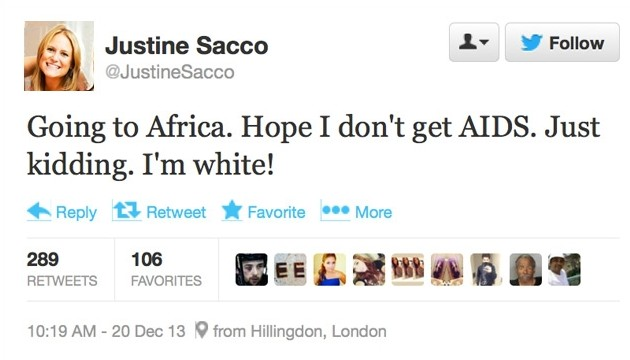 Justine Sacco
@JustineSacco
Follow
Going to Africa. Hope I don't get AIDS. Just
kidding. I'm white!
Reply Retweet Favorite More
289 106
RETWEETS FAVORITES
EE
10:19 AM - 20 Dec 13 from Hillingdon, London